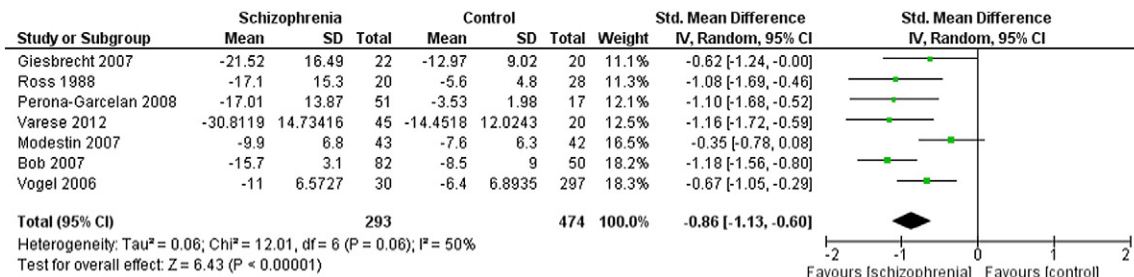 Schizophrenia Control Std. Mean Difference Std. Mean Difference
Study or Subgroup Mean SD Total Mean SD Total Weight IV, Random, 95% CI IV, Random, 95% CI
Giesbrecht 2007 -21.52 16.49 22 -12.97 9.02 20 11.1% -0.62 [-1.24, -0.00]
Ross 1988 -17.1 15.3 20 -5.6 4.8 28 11.3% -1.08 [-1.69, -0.46]
Perona-Garcelan 2008 -17.01 13.87 51 -3.53 1.98 17 12.1% -1.10 [-1.68, -0.52]
Varese 2012 -30.8119 14.73416 45 -14.4518 12.0243 20 12.5% -1.16 [-1.72, -0.59]
Modestin 2007 -9.9 6.8 43 -7.6 6.3 42 16.5% -0.35 [-0.78, 0.08]
Bob 2007 -15.7 3.1 82 -8.5 9 50 18.2% -1.18 [-1.56, -0.80]
Vogel 2006 -11 6.5727 30 -6.4 6.8935 297 18.3% -0.67 [-1.05, -0.29]
Total (95% CI) 293 474 100.0% -0.86 [-1.13, -0.60]
Heterogeneity: Tau² = 0.06; Chi² = 12.01, df = 6 (P = 0.06); I² = 50%
Test for overall effect: Z = 6.43 (P < 0.00001)
-2 -1 0 1 2
Favours [schizophrenia] Favours [control]